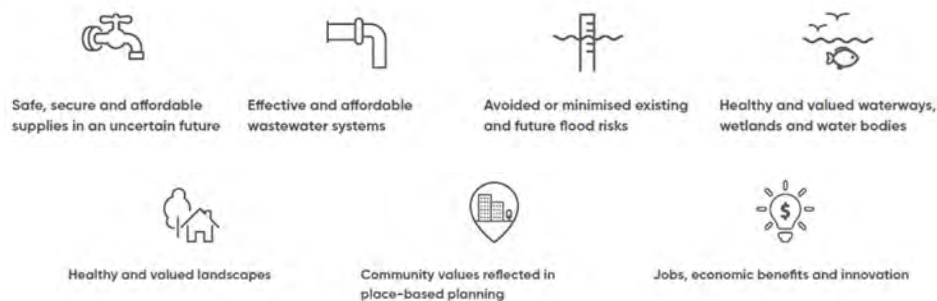 Safe, secure and affordable
supplies in an uncertain future
Effective and affordable
wastewater systems
Avoided or minimised existing
and future flood risks
Healthy and valued waterways,
wetlands and water bodies
Healthy and valued landscapes
Community values reflected in
place-based planning
$
Jobs, economic benefits and innovation